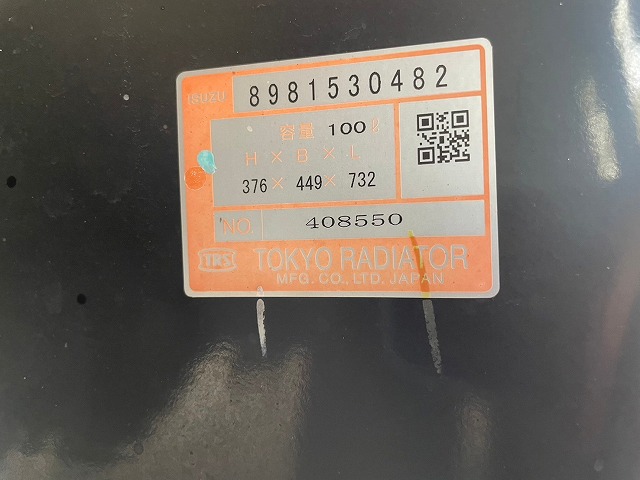 ISUZU 8981530482
容量 100ℓ
H × B × L
376 × 449 × 732
NO. 408550
TRS TOKYO RADIATOR
MFG. CO., LTD. JAPAN